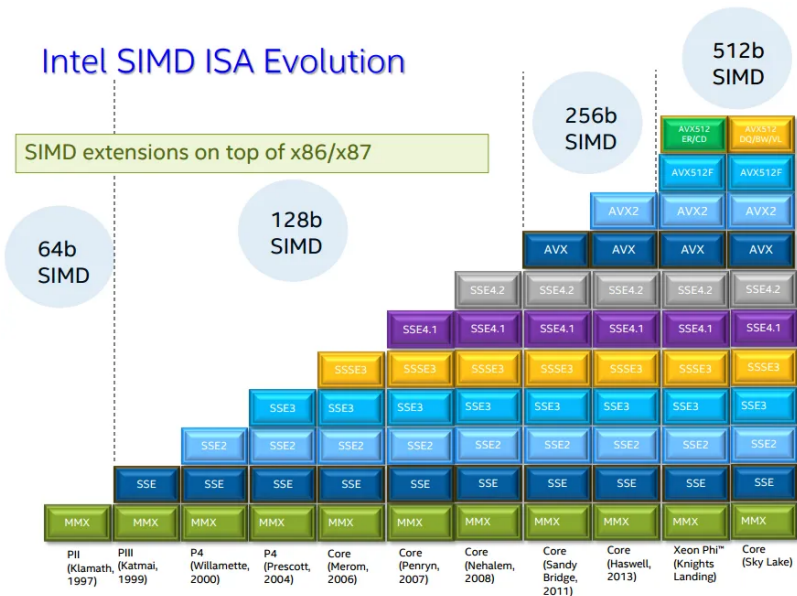 Intel SIMD ISA Evolution
512b
SIMD
256b
SIMD
SIMD extensions on top of x86/x87
128b
SIMD
64b
SIMD
AVX512 ER/CD AVX512 DQ/BW/VL
AVX512F AVX512F
AVX2 AVX2 AVX2
AVX AVX AVX AVX
SSE4.2 SSE4.2 SSE4.2 SSE4.2 SSE4.2
SSE4.1 SSE4.1 SSE4.1 SSE4.1 SSE4.1 SSE4.1
SSSE3 SSSE3 SSSE3 SSSE3 SSSE3 SSSE3 SSSE3
SSE3 SSE3 SSE3 SSE3 SSE3 SSE3 SSE3 SSE3
SSE2 SSE2 SSE2 SSE2 SSE2 SSE2 SSE2 SSE2 SSE2
SSE SSE SSE SSE SSE SSE SSE SSE SSE SSE
MMX MMX MMX MMX MMX MMX MMX MMX MMX MMX MMX
PII
(Klamath,
1997)
PIII
(Katmai,
1999)
P4
(Willamette,
2000)
P4
(Prescott,
2004)
Core
(Merom,
2006)
Core
(Penryn,
2007)
Core
(Nehalem,
2008)
Core
(Sandy
Bridge,
2011)
Core
(Haswell,
2013)
Xeon Phi™
(Knights
Landing)
Core
(Sky Lake)